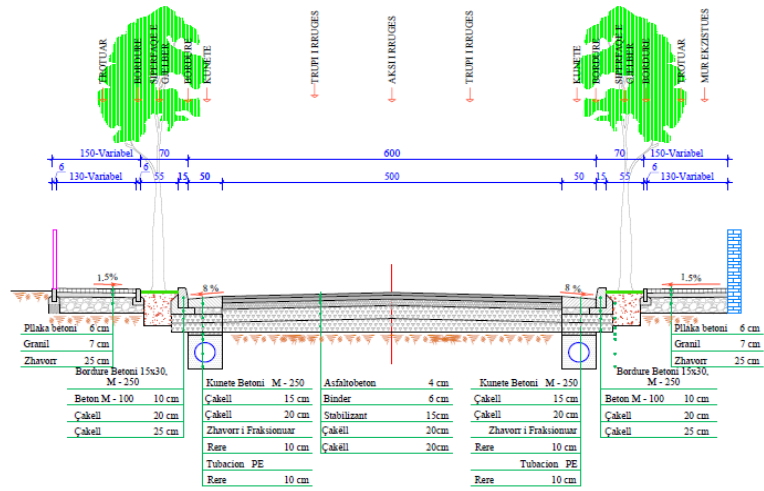 TROTUAR
BORDURE
SIPERFAQE E
GJELBER
BORDURE
KUNETE
TRUPI I RRUGES
AKSI I RRUGES
TRUPI I RRUGES
KUNETE
BORDURE
SIPERFAQE E
GJELBER
BORDURE
TROTUAR
MUR EKZISTUES
150-Variabel 70 600 70 150-Variabel
6 6 6
130-Variabel 55 15 50 500 50 15 55 130-Variabel
1,5% 1,5%
8 % 8 %
Pllaka betoni 6 cm
Granil 7 cm
Zhavorr 25 cm
Bordure Betoni 15x30,
M - 250
Beton M - 100 10 cm
Çakell 20 cm
Çakell 25 cm
Kunete Betoni M - 250
Çakell 15 cm
Çakell 20 cm
Zhavorri i Fraksionuar
Rere 10 cm
Tubacion PE
Rere 10 cm
Asfaltobeton 4 cm
Binder 6 cm
Stabilizant 15cm
Çakëll 20cm
Çakëll 20cm
Kunete Betoni M - 250
Çakell 15 cm
Çakell 20 cm
Zhavorri i Fraksionuar
Rere 10 cm
Tubacion PE
Rere 10 cm
Pllaka betoni 6 cm
Granil 7 cm
Zhavorr 25 cm
Bordure Betoni 15x30,
M - 250
Beton M - 100 10 cm
Çakell 20 cm
Çakell 25 cm